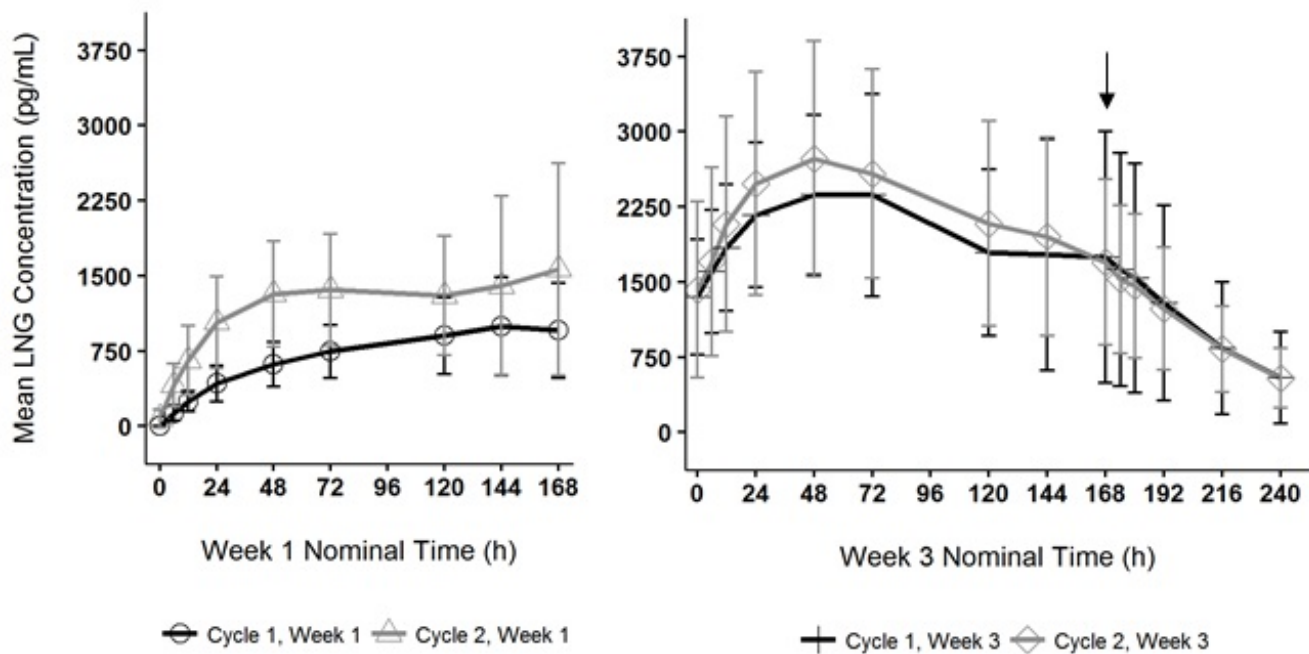 Mean LNG Concentration (pg/mL)
3750
3000
2250
1500
750
0
0 24 48 72 96 120 144 168
Week 1 Nominal Time (h)
Cycle 1, Week 1 Cycle 2, Week 1
3750
3000
2250
1500
750
0
0 24 48 72 96 120 144 168 192 216 240
Week 3 Nominal Time (h)
Cycle 1, Week 3 Cycle 2, Week 3